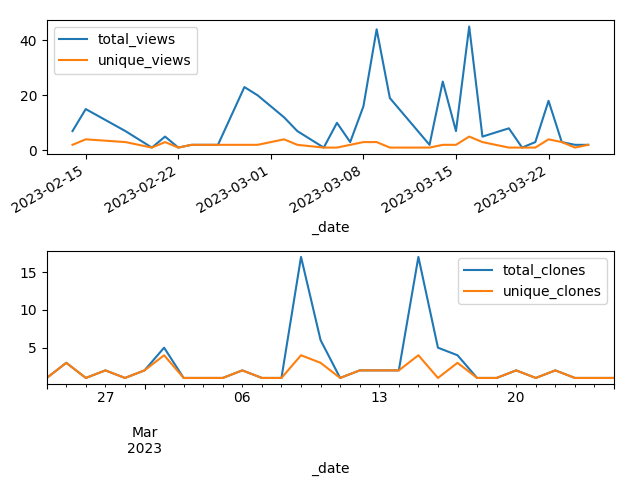 40
20
0
total_views
unique_views
2023-02-15
2023-02-22
2023-03-01
2023-03-08
2023-03-15
2023-03-22
_date
15
10
5
total_clones
unique_clones
27
06
13
20
Mar
2023
_date